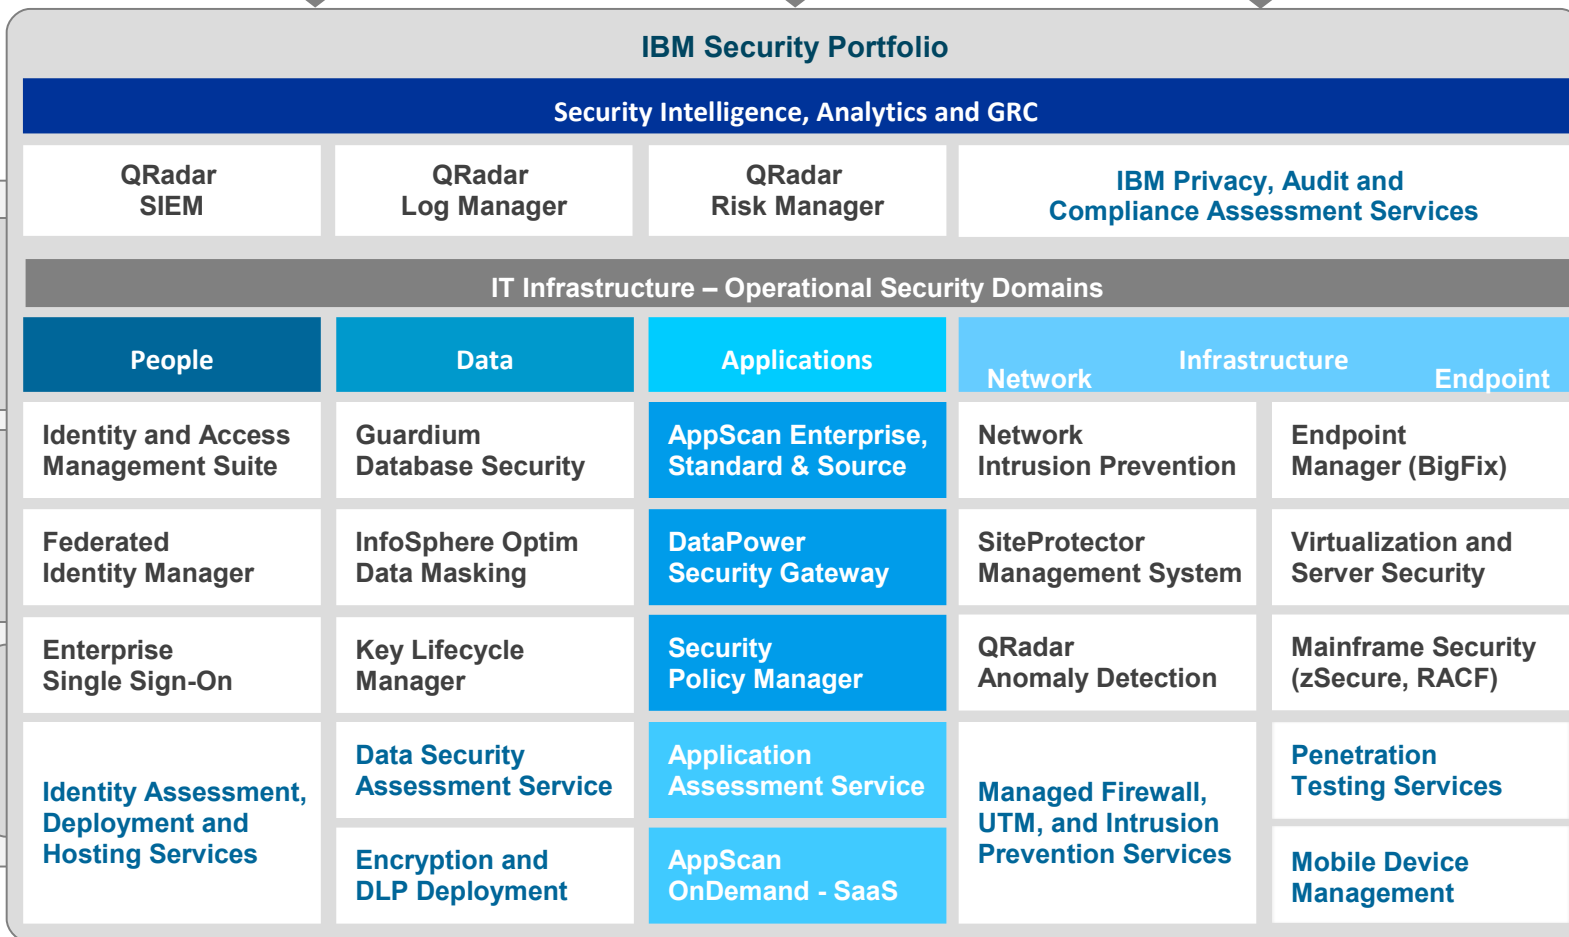 IBM Security Portfolio
Security Intelligence, Analytics and GRC
QRadar
SIEM
QRadar
Log Manager
QRadar
Risk Manager
IBM Privacy, Audit and
Compliance Assessment Services
IT Infrastructure – Operational Security Domains
People
Data
Applications
Infrastructure
Network
Endpoint
Identity and Access
Management Suite
Guardium
Database Security
AppScan Enterprise,
Standard & Source
Network
Intrusion Prevention
Endpoint
Manager (BigFix)
Federated
Identity Manager
InfoSphere Optim
Data Masking
DataPower
Security Gateway
SiteProtector
Management System
Virtualization and
Server Security
Enterprise
Single Sign-On
Key Lifecycle
Manager
Security
Policy Manager
QRadar
Anomaly Detection
Mainframe Security
(zSecure, RACF)
Identity Assessment,
Deployment and
Hosting Services
Data Security
Assessment Service
Application
Assessment Service
Managed Firewall,
UTM, and Intrusion
Prevention Services
Penetration
Testing Services
Encryption and
DLP Deployment
AppScan
OnDemand - SaaS
Mobile Device
Management